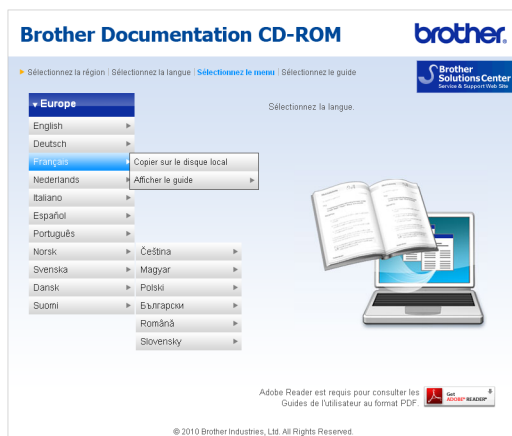 Brother Documentation CD-ROM
brother.
Sélectionnez la région | Sélectionnez la langue | Sélectionnez le menu | Sélectionnez le guide
Brother
Solutions Center
Service & Support Web Site
Europe
Sélectionnez la langue.
English
Deutsch
Français
Copier sur le disque local
Nederlands
Afficher le guide
Italiano
Español
Português
Norsk
Čeština
Svenska
Magyar
Dansk
Polski
Suomi
Български
Română
Slovensky
Adobe Reader est requis pour consulter les
Guides de l'utilisateur au format PDF.
Get
ADOBE® READER®
© 2010 Brother Industries, Ltd. All Rights Reserved.